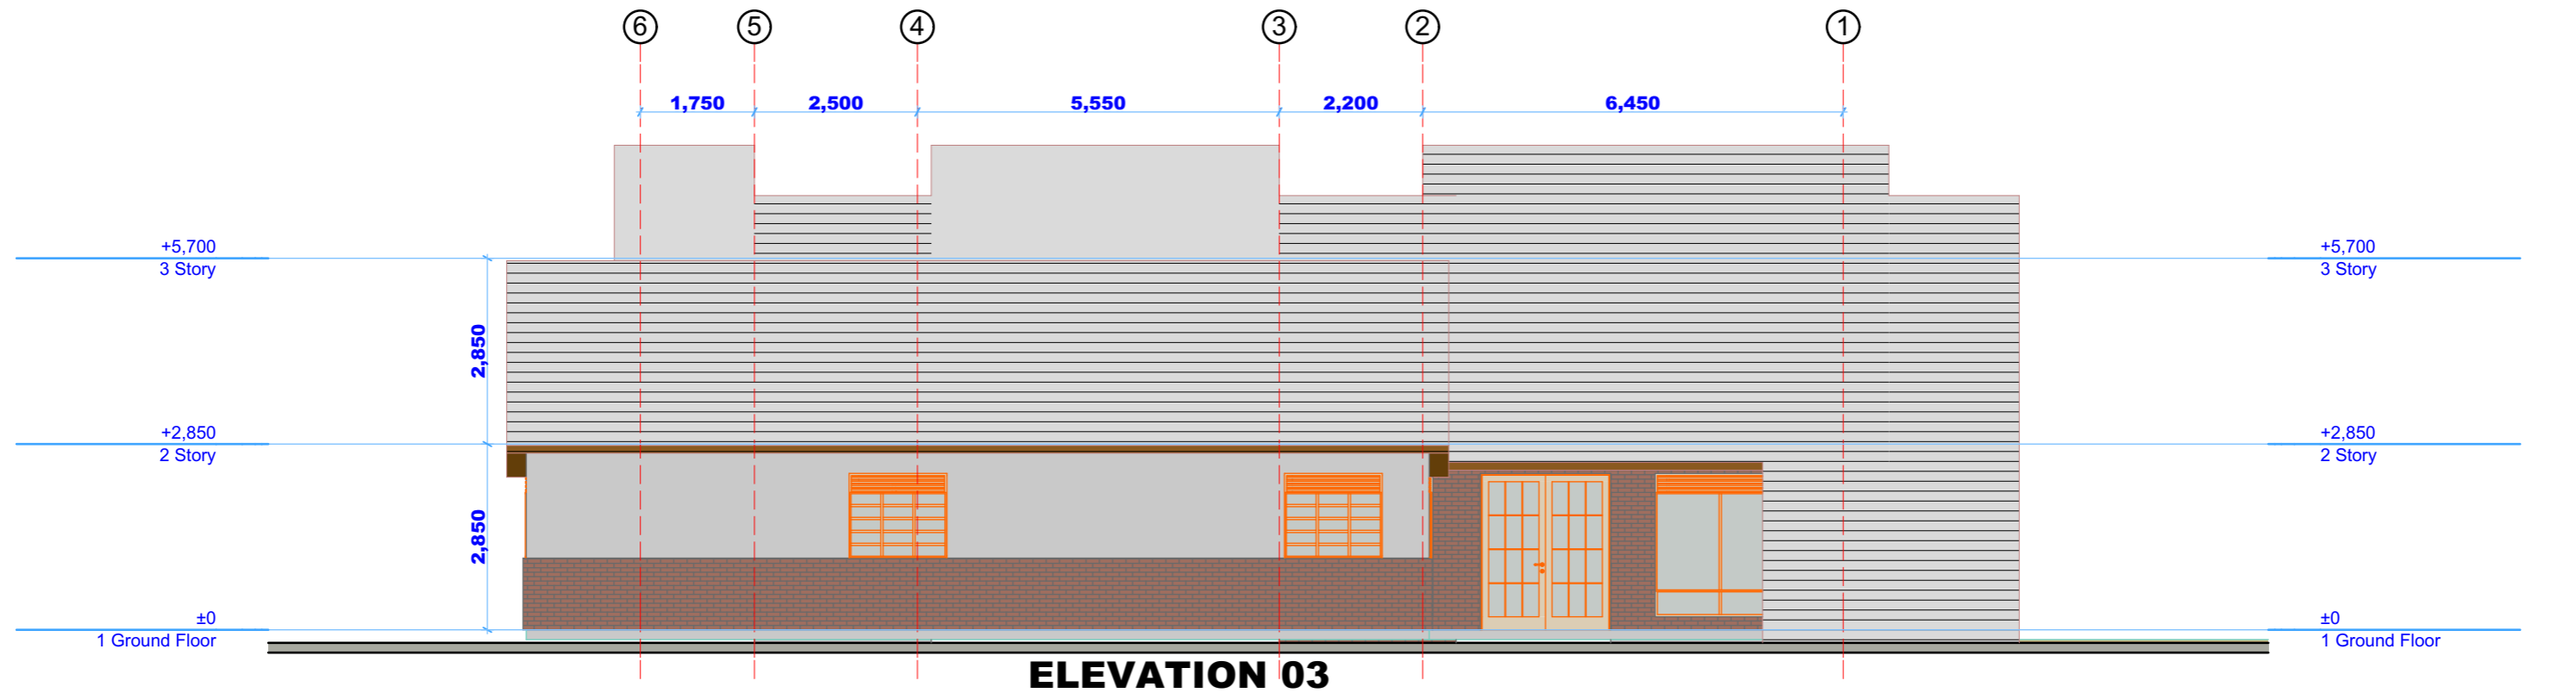 6 5 4 3 2 1
1,750 2,500 5,550 2,200 6,450
+5,700 +5,700
3 Story 3 Story
2,850
+2,850 +2,850
2 Story 2 Story
2,850
±0 ±0
1 Ground Floor 1 Ground Floor
ELEVATION 03